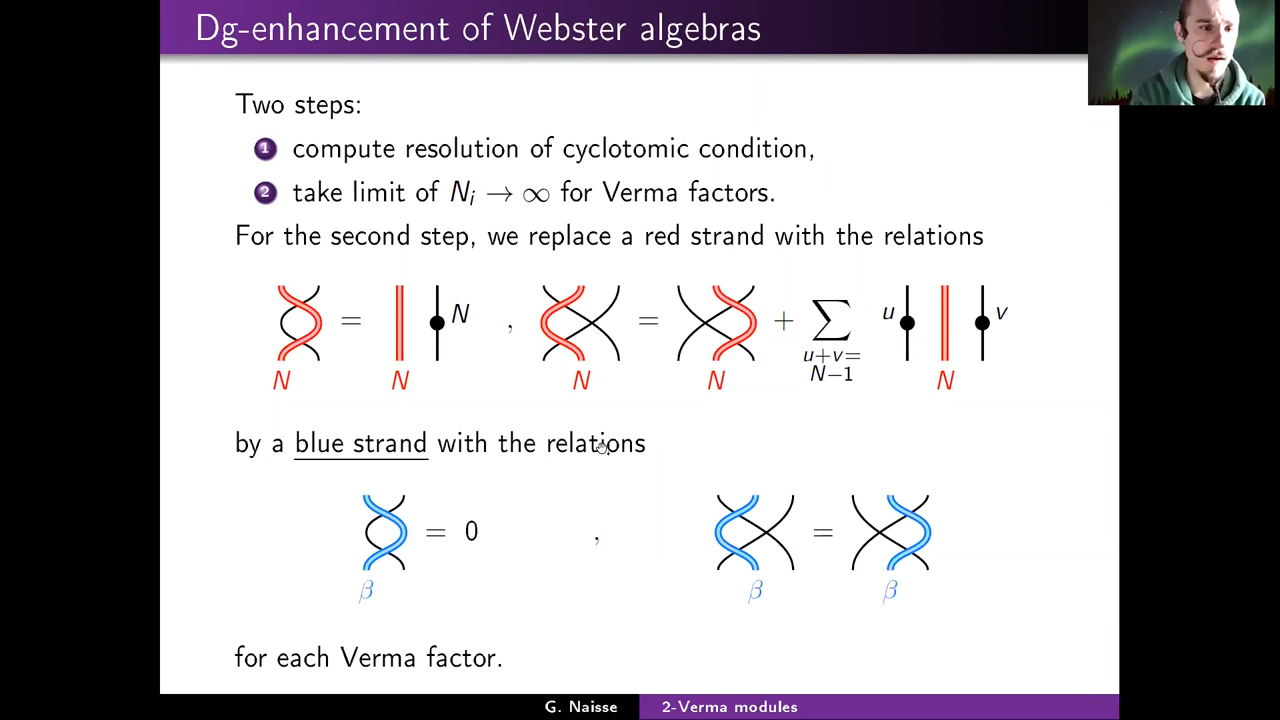 Dg-enhancement of Webster algebras
Two steps:
1 compute resolution of cyclotomic condition,
2 take limit of Nᵢ → ∞ for Verma factors.
For the second step, we replace a red strand with the relations
= N , = + ∑ u v
u+v=
N−1
N N N N N
by a blue strand with the relations
= 0 , =
β β β
for each Verma factor.
G. Naisse 2-Verma modules